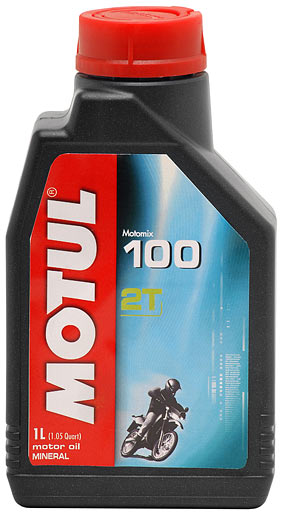 MOTUL®
Motomix
100
2T
1L (1.05 Quart)
motor oil
MINERAL